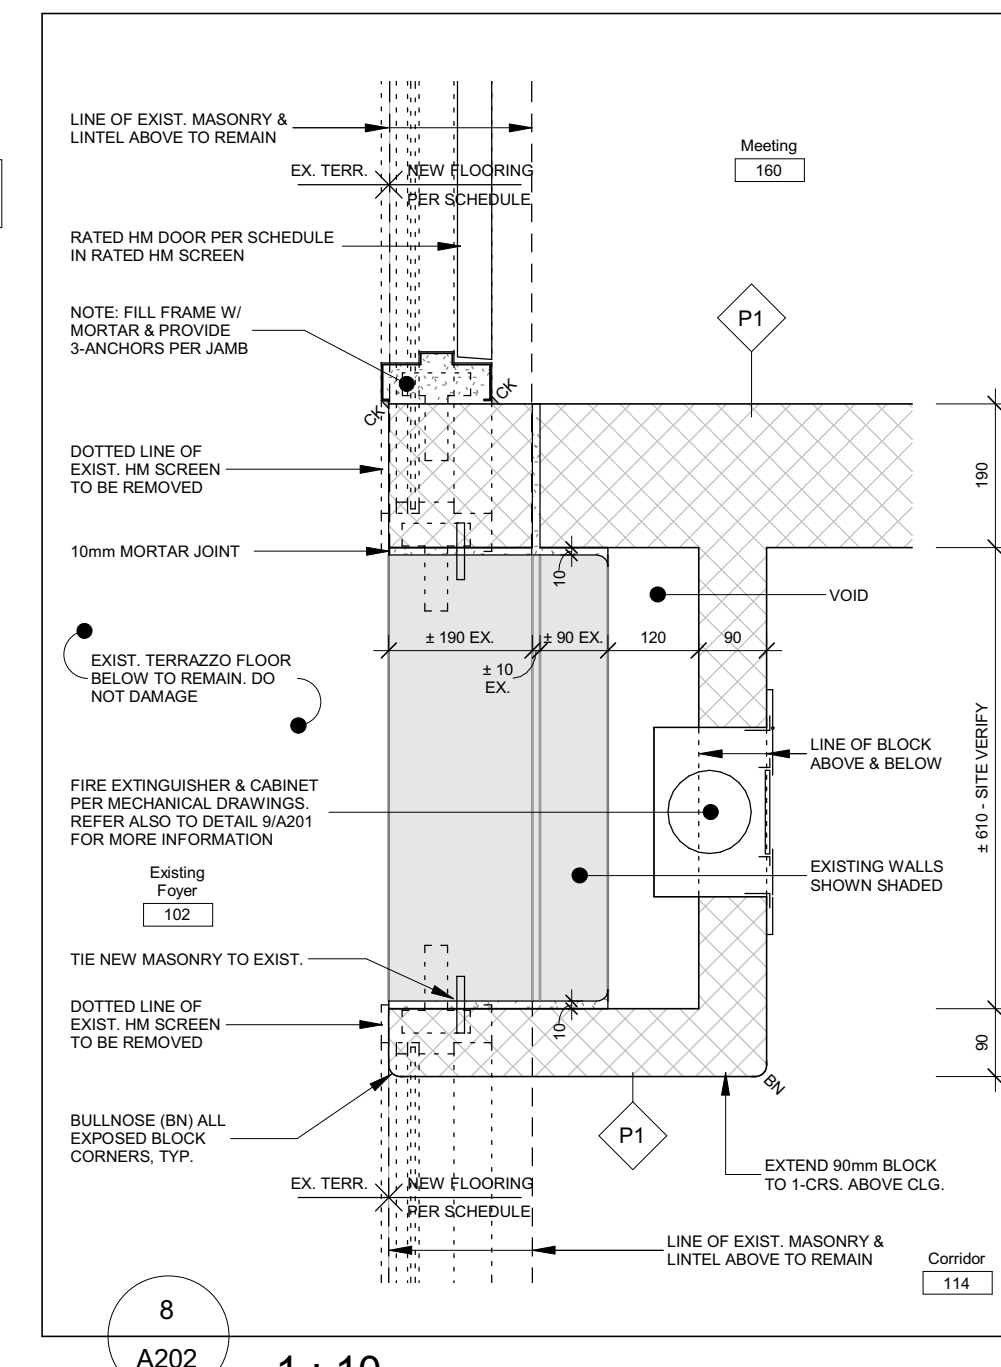 LINE OF EXIST. MASONRY &
LINTEL ABOVE TO REMAIN
Meeting
160
EX. TERR.
NEW FLOORING
PER SCHEDULE
RATED HM DOOR PER SCHEDULE
IN RATED HM SCREEN
NOTE: FILL FRAME W/
MORTAR & PROVIDE
3-ANCHORS PER JAMB
P1
CK
CK
DOTTED LINE OF
EXIST. HM SCREEN
TO BE REMOVED
190
10mm MORTAR JOINT
10
VOID
± 190 EX.
± 90 EX.
120
90
± 10
EX.
EXIST. TERRAZZO FLOOR
BELOW TO REMAIN. DO
NOT DAMAGE
LINE OF BLOCK
ABOVE & BELOW
± 610 - SITE VERIFY
FIRE EXTINGUISHER & CABINET
PER MECHANICAL DRAWINGS.
REFER ALSO TO DETAIL 9/A201
FOR MORE INFORMATION
EXISTING WALLS
SHOWN SHADED
Existing
Foyer
102
TIE NEW MASONRY TO EXIST.
DOTTED LINE OF
EXIST. HM SCREEN
TO BE REMOVED
10
90
BN
BULLNOSE (BN) ALL
EXPOSED BLOCK
CORNERS, TYP.
P1
EXTEND 90mm BLOCK
TO 1-CRS. ABOVE CLG.
EX. TERR.
NEW FLOORING
PER SCHEDULE
LINE OF EXIST. MASONRY &
LINTEL ABOVE TO REMAIN
Corridor
114
8
A202
1 : 10